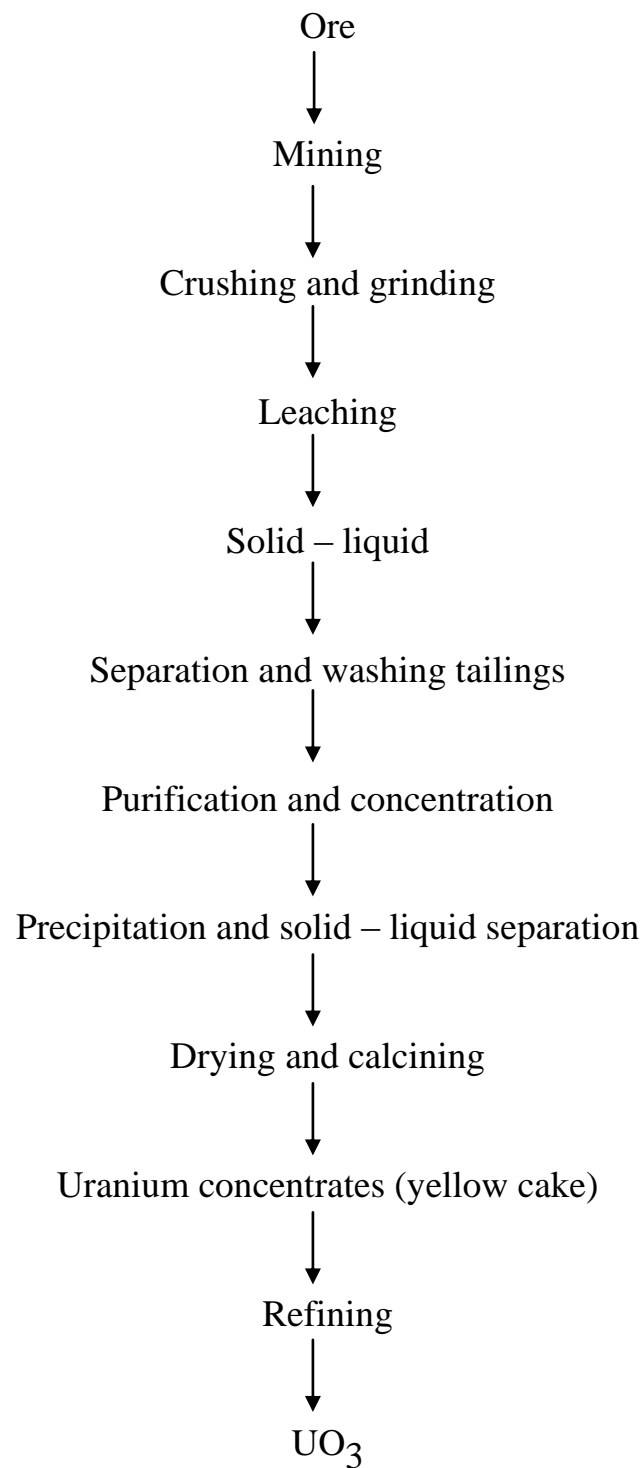 Ore
Mining
Crushing and grinding
Leaching
Solid – liquid
Separation and washing tailings
Purification and concentration
Precipitation and solid – liquid separation
Drying and calcining
Uranium concentrates (yellow cake)
Refining
UO3